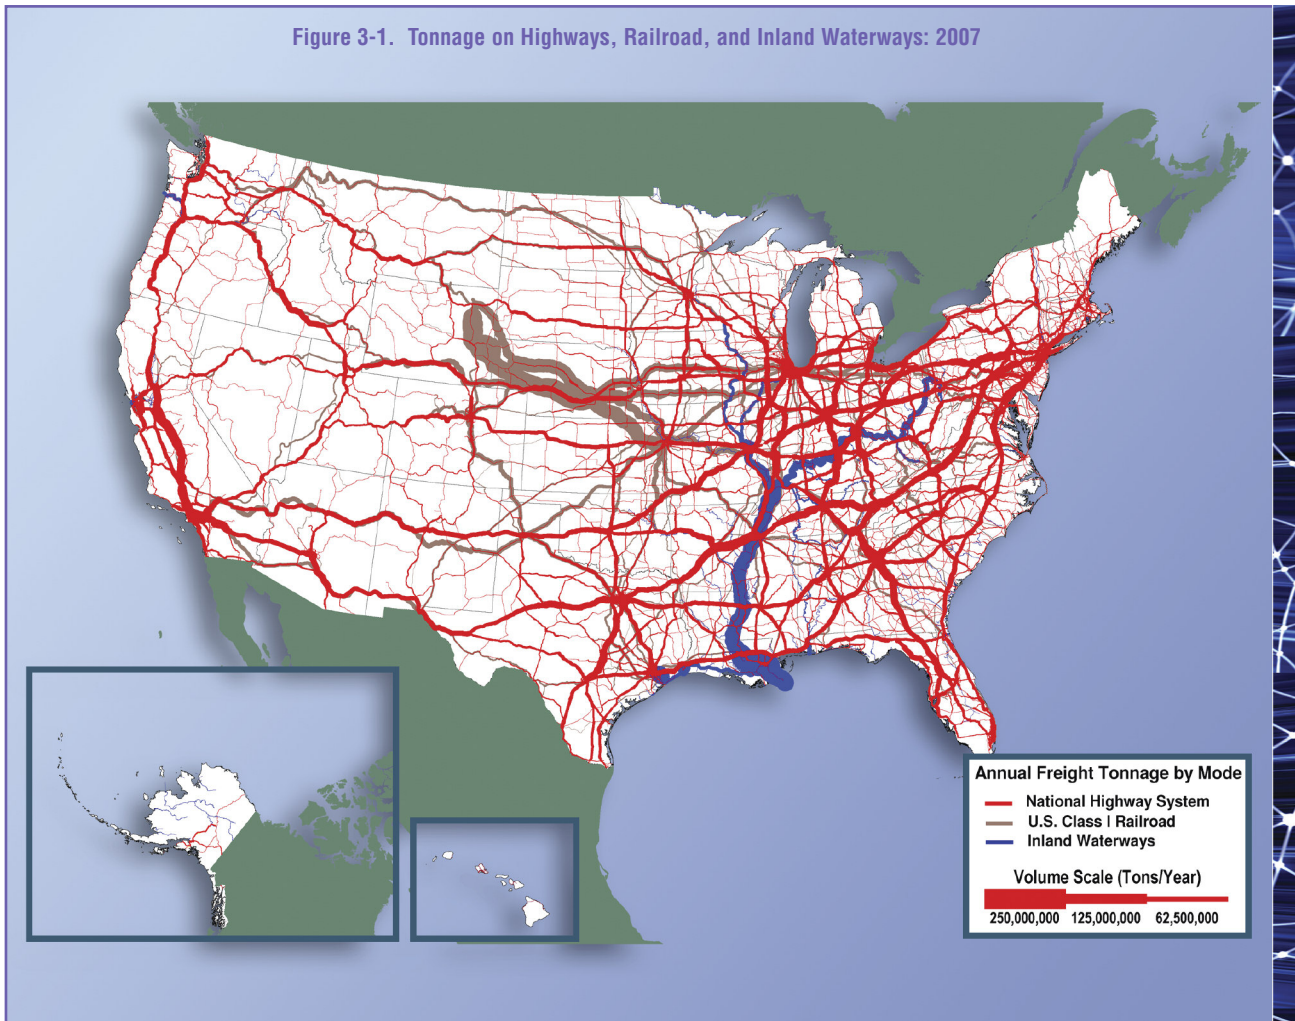 Figure 3-1. Tonnage on Highways, Railroad, and Inland Waterways: 2007
Annual Freight Tonnage by Mode
National Highway System
U.S. Class I Railroad
Inland Waterways
Volume Scale (Tons/Year)
250,000,000 125,000,000 62,500,000